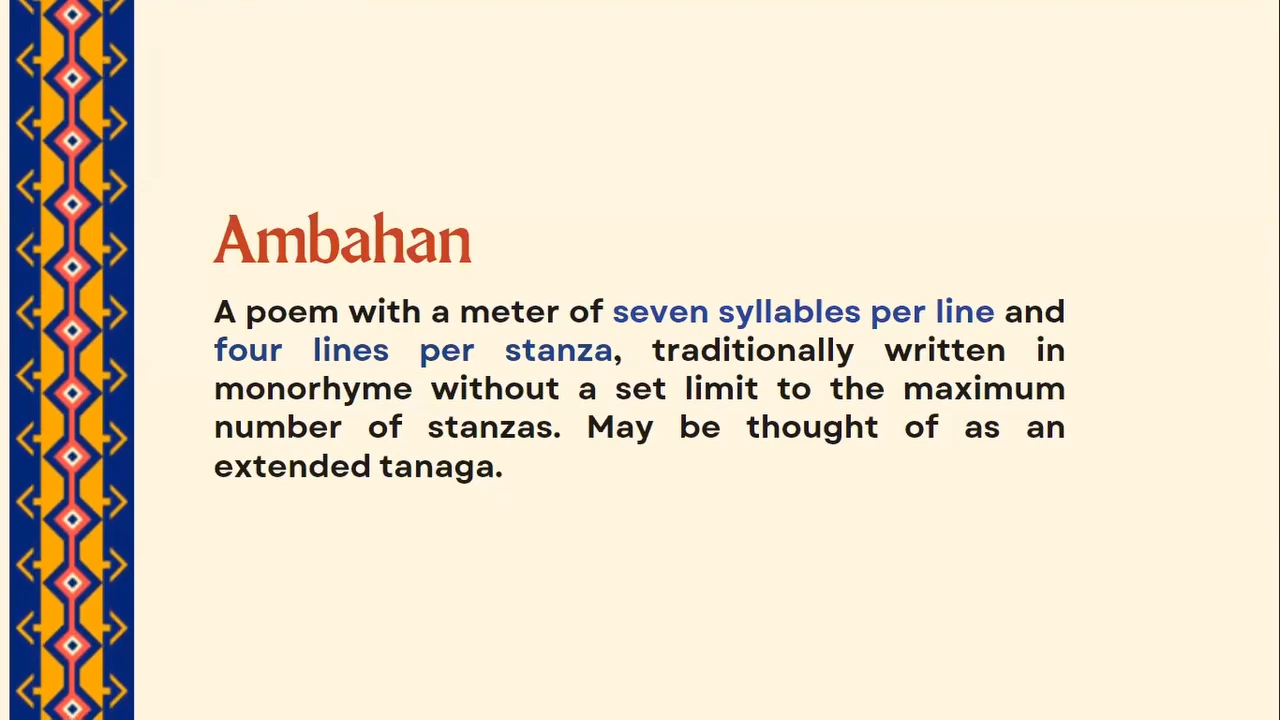 Ambahan
A poem with a meter of seven syllables per line and
four lines per stanza, traditionally written in
monorhyme without a set limit to the maximum
number of stanzas. May be thought of as an
extended tanaga.